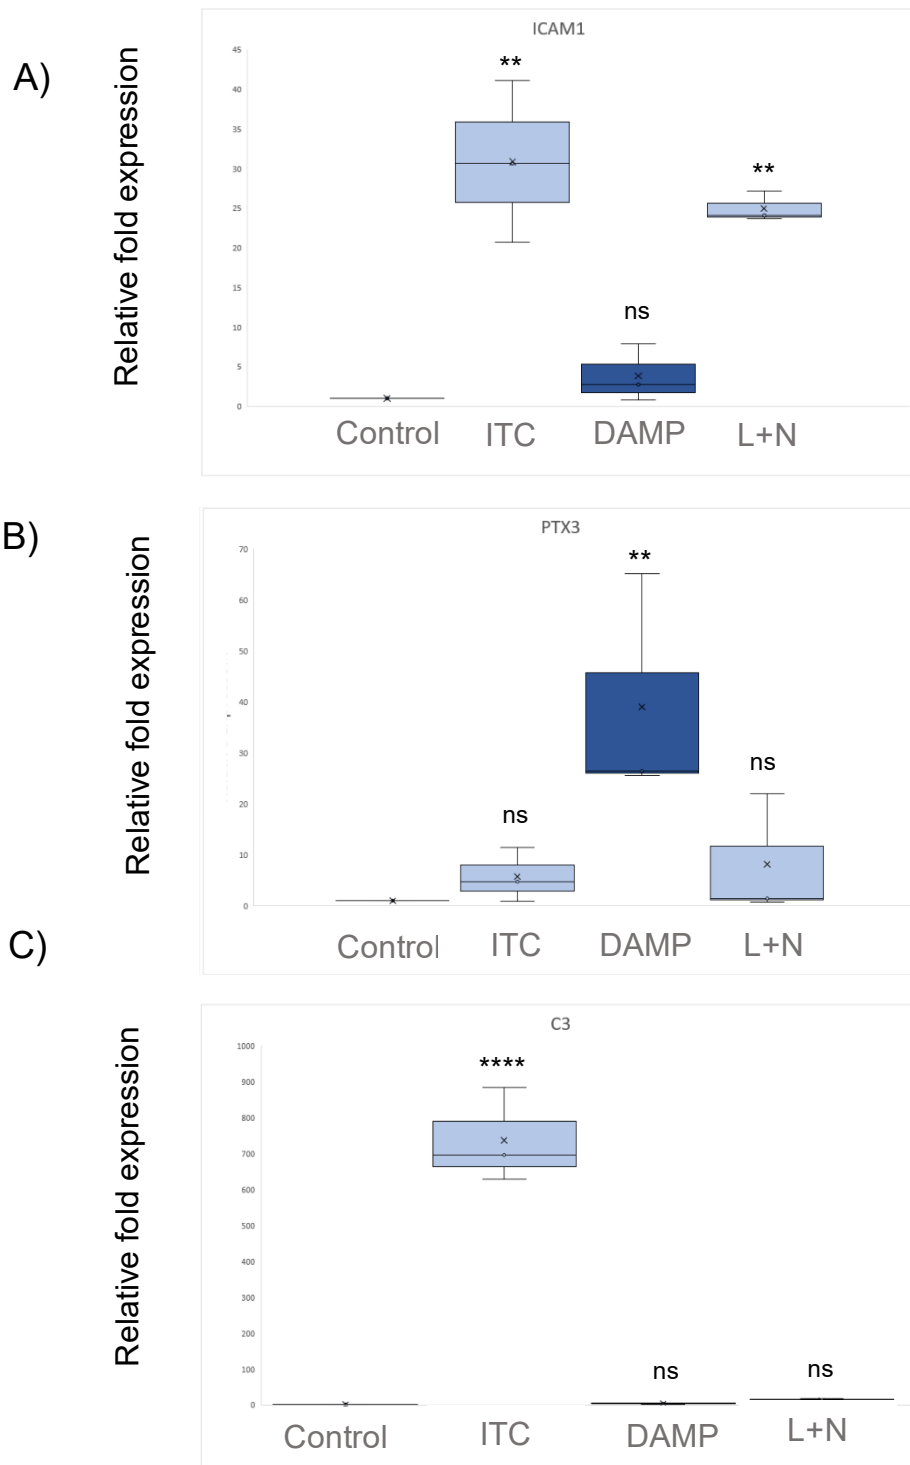 A)
Relative fold expression
ICAM1
45
40
35
30
25
20
15
10
5
0
**
**
ns
Control ITC DAMP L+N
B)
Relative fold expression
PTX3
70
60
50
40
30
20
10
0
**
ns
ns
Control ITC DAMP L+N
C)
Relative fold expression
C3
1000
900
800
700
600
500
400
300
200
100
0
****
ns
ns
Control ITC DAMP L+N